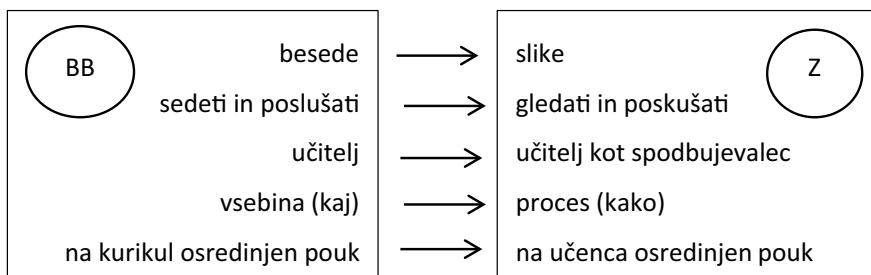 BB
besede
slike
Z
sedeti in poslušati
gledati in poskušati
učitelj
učitelj kot spodbujevalec
vsebina (kaj)
proces (kako)
na kurikul osredinjen pouk
na učenca osredinjen pouk